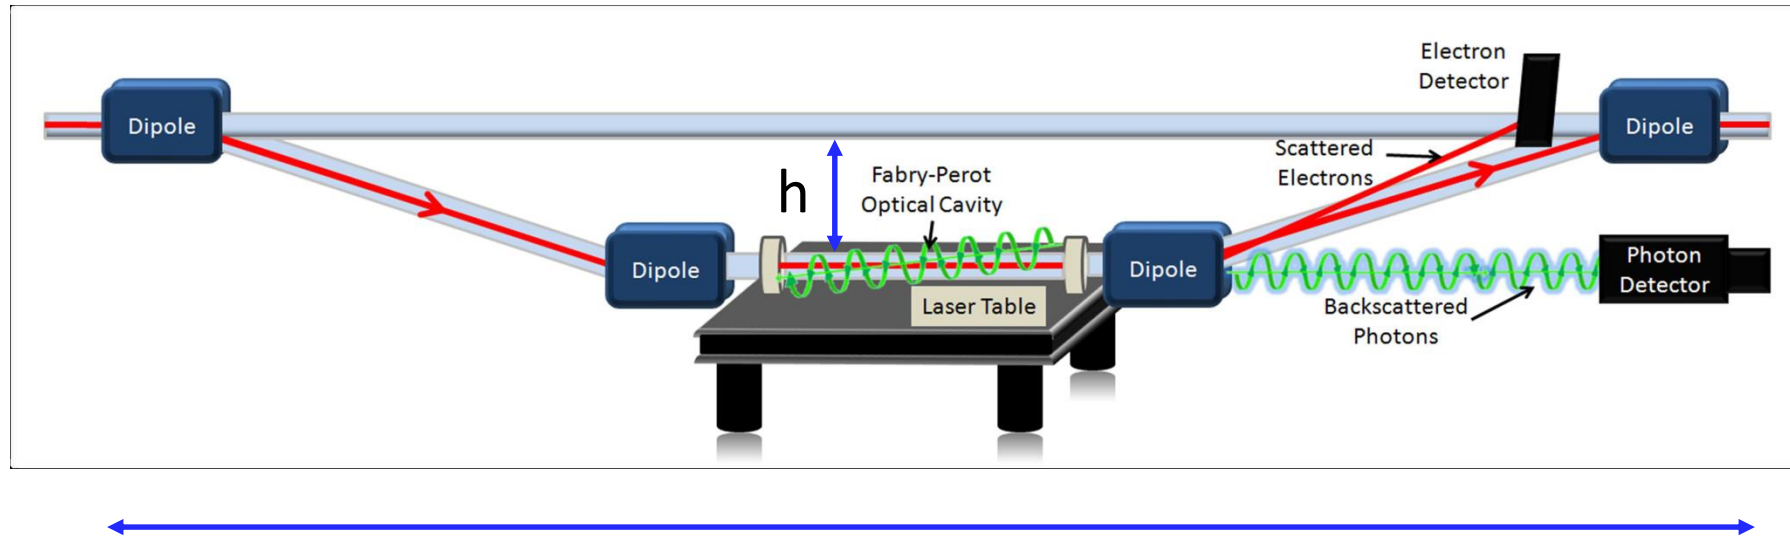 Electron
Detector
Dipole
Dipole
Scattered
Electrons
h
Fabry-Perot
Optical Cavity
Dipole
Dipole
Photon
Detector
Laser Table
Backscattered
Photons